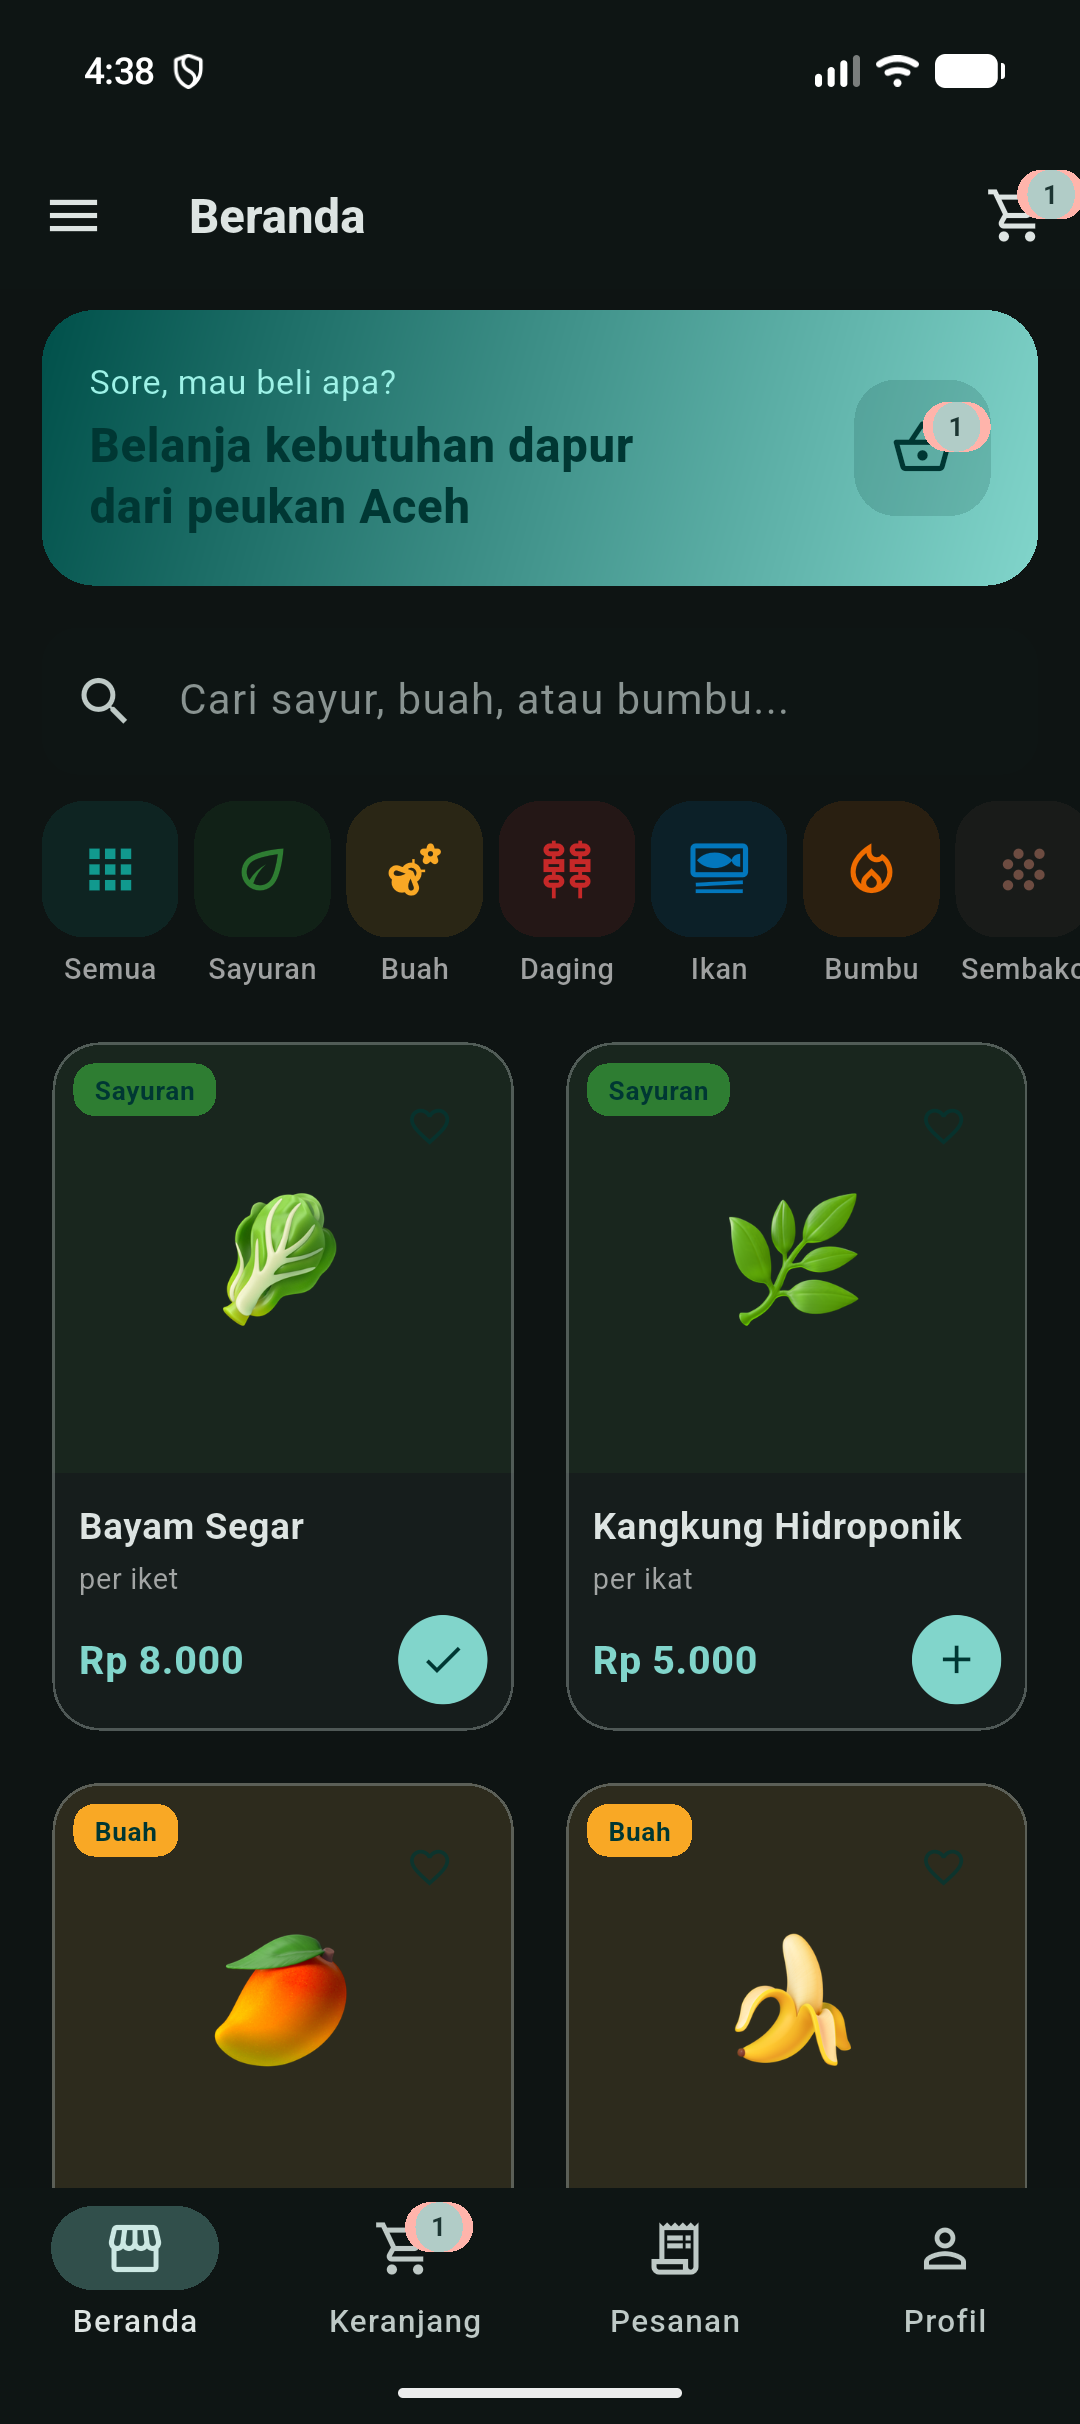 4:38
Beranda
1
Sore, mau beli apa?
Belanja kebutuhan dapur
dari peukan Aceh
1
Cari sayur, buah, atau bumbu...
Semua
Sayuran
Buah
Daging
Ikan
Bumbu
Sembako
Sayuran
Sayuran
Bayam Segar
per iket
Rp 8.000
Kangkung Hidroponik
per ikat
Rp 5.000
Buah
Buah
1
Beranda
Keranjang
Pesanan
Profil